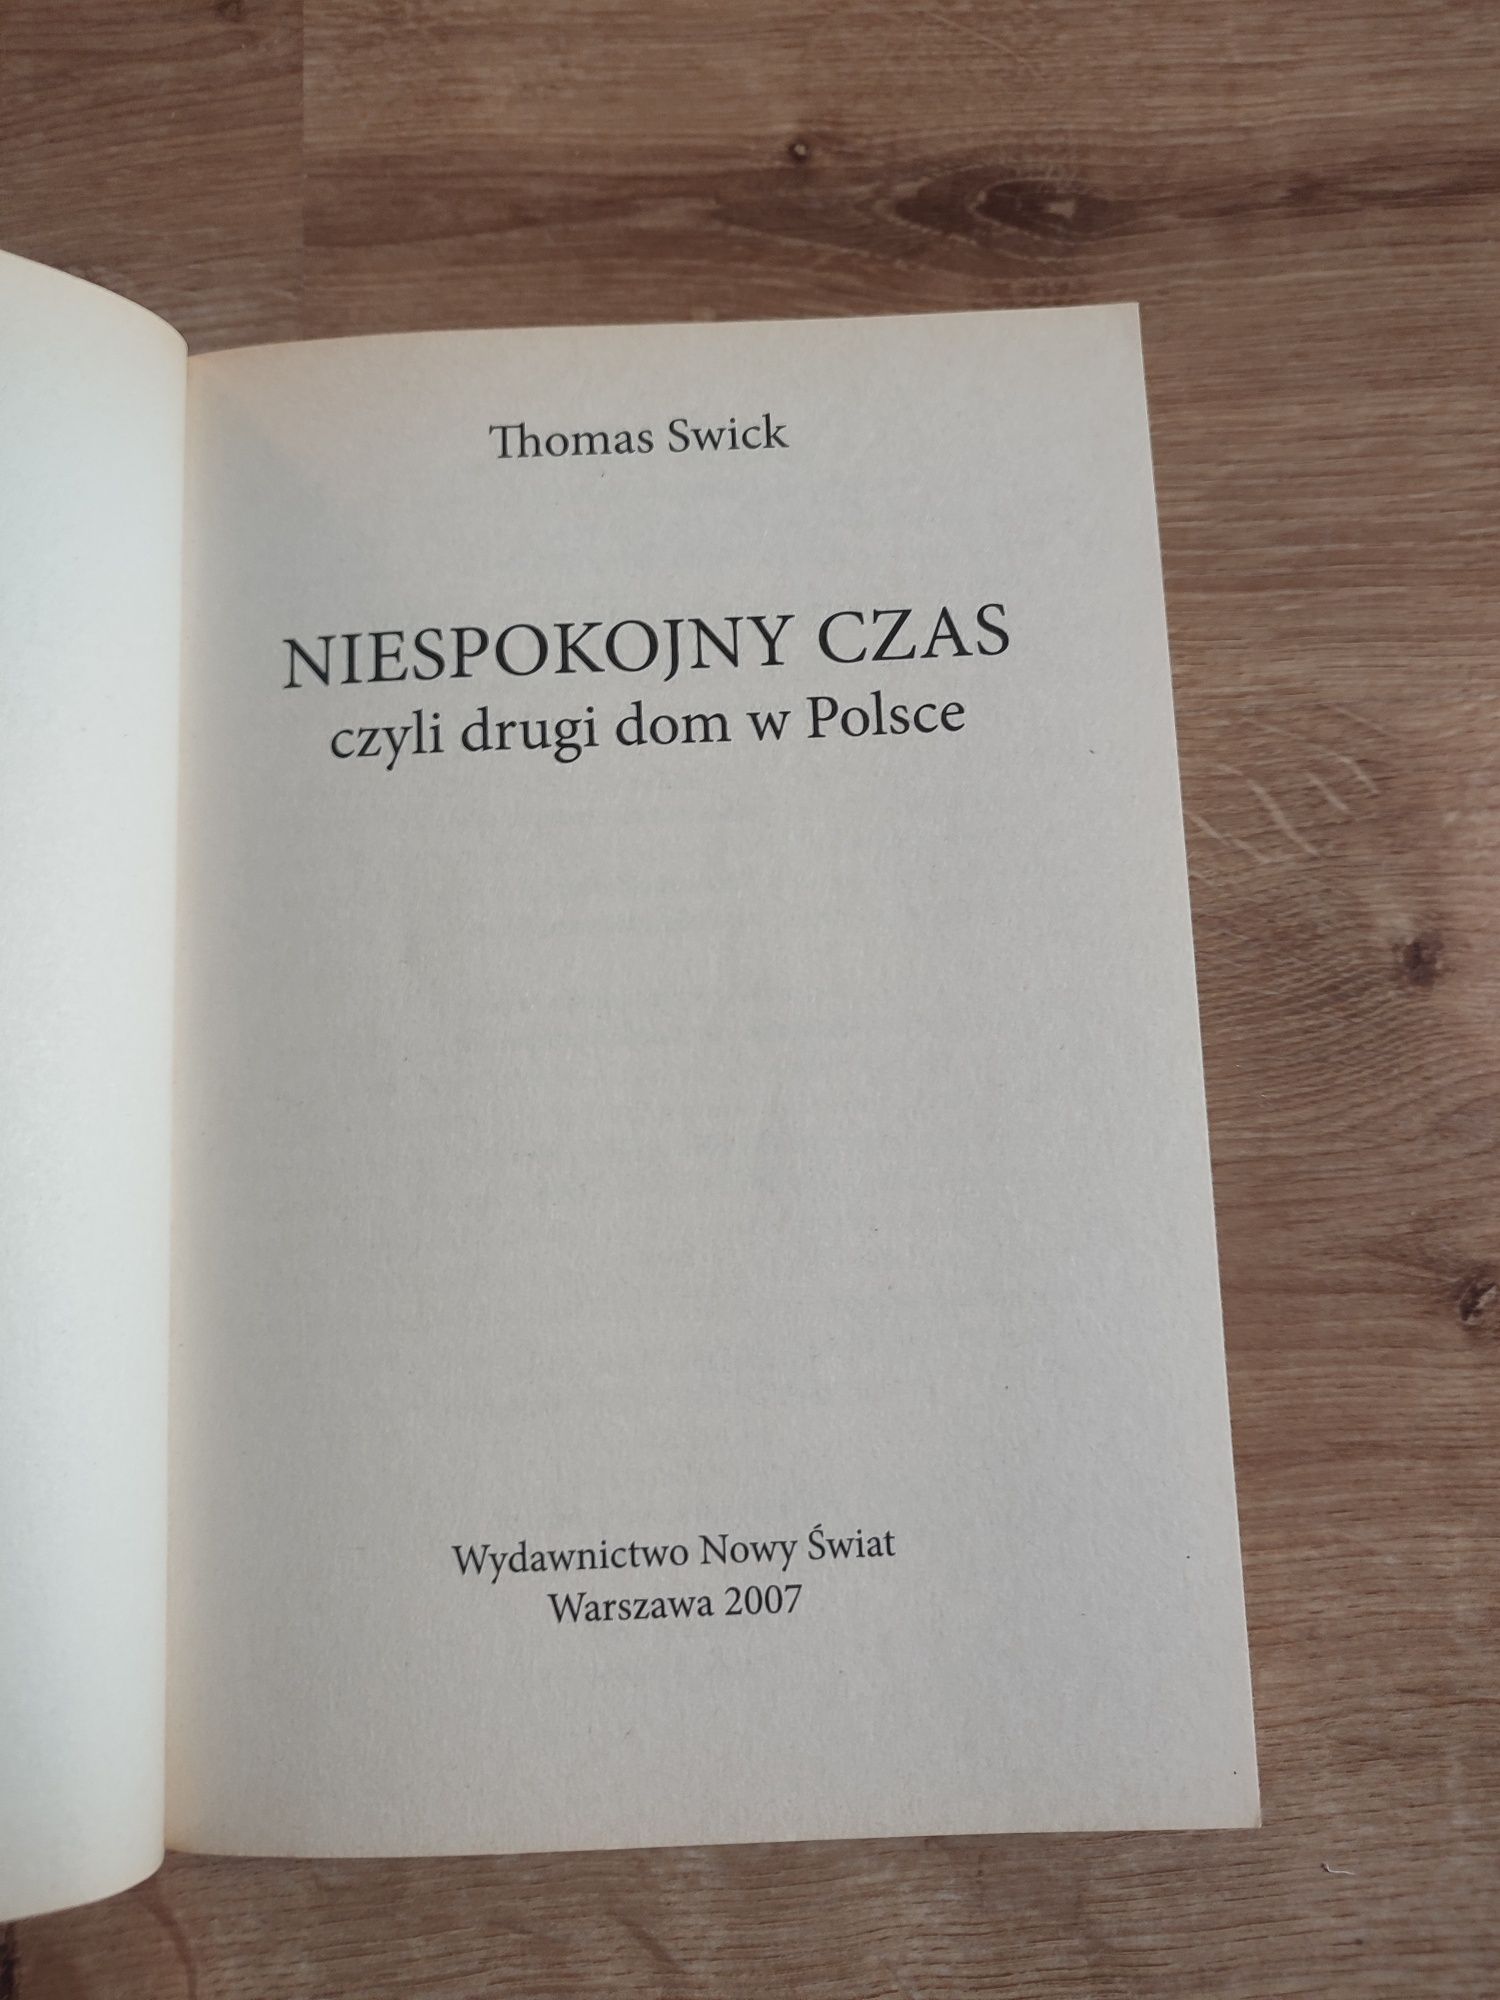 Thomas Swick
NIESPOKOJNY CZAS
czyli drugi dom w Polsce
Wydawnictwo Nowy Świat
Warszawa 2007